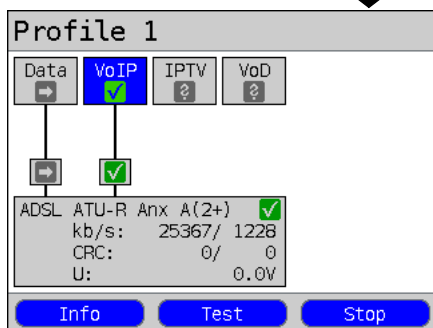 Profile 1
Data VoIP IPTV VoD
? ?
ADSL ATU-R Anx A(2+)
kb/s: 25367/ 1228
CRC: 0/ 0
U: 0.0V
Info Test Stop